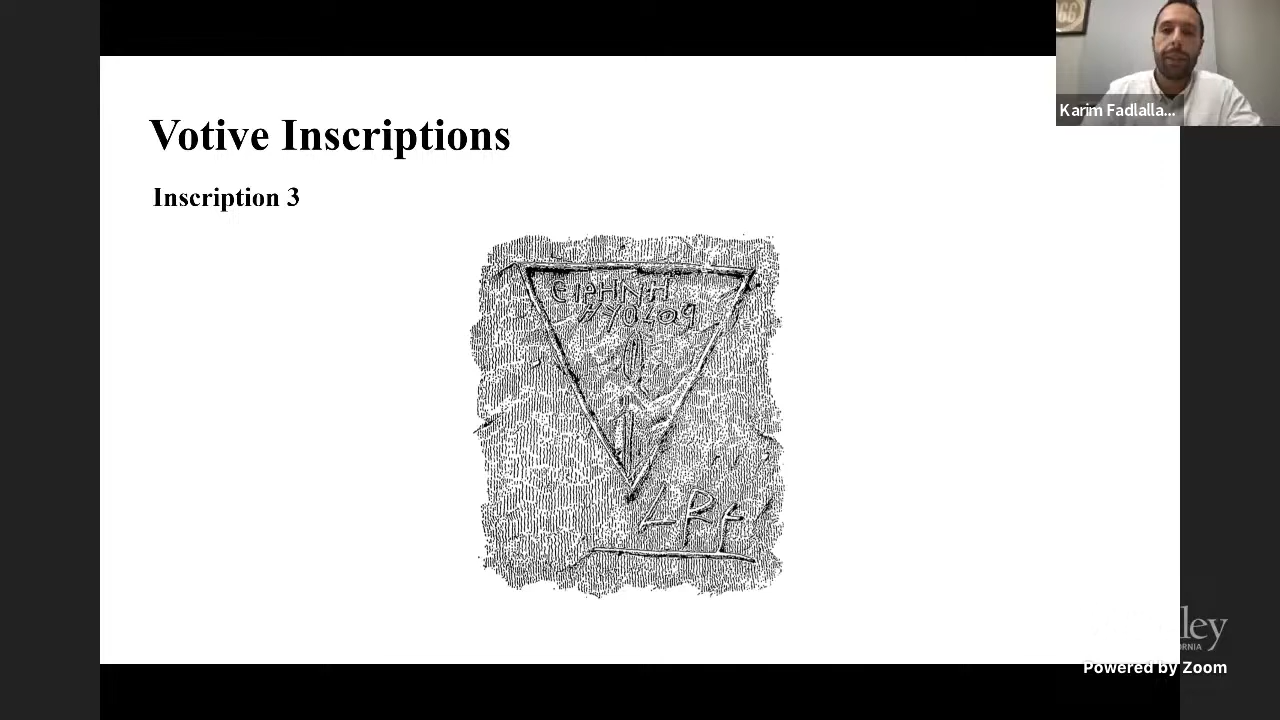 Votive Inscriptions
Inscription 3
ΕΙΡΗΝΗ
Karim Fadlalla...
Powered by Zoom